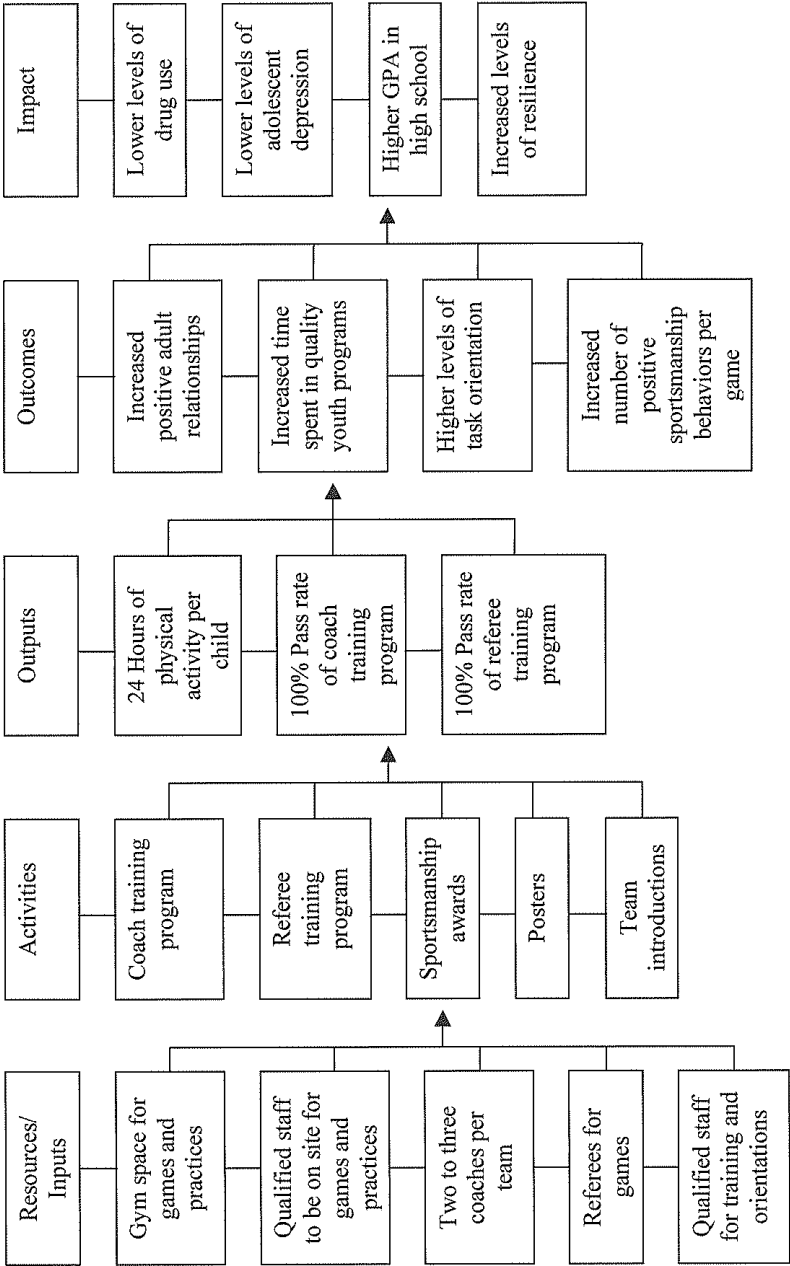 Resources/
Inputs
Gym space for
games and
practices
Qualified staff
to be on site for
games and
practices
Two to three
coaches per
team
Referees for
games
Qualified staff
for training and
orientations
Activities
Coach training
program
Referee
training
program
Sportsmanship
awards
Posters
Team
introductions
Outputs
24 Hours of
physical
activity per
child
100% Pass rate
of coach
training
program
100% Pass rate
of referee
training
program
Outcomes
Increased
positive adult
relationships
Increased time
spent in quality
youth programs
Higher levels of
task orientation
Increased
number of
positive
sportsmanship
behaviors per
game
Impact
Lower levels of
drug use
Lower levels of
adolescent
depression
Higher GPA in
high school
Increased levels
of resilience